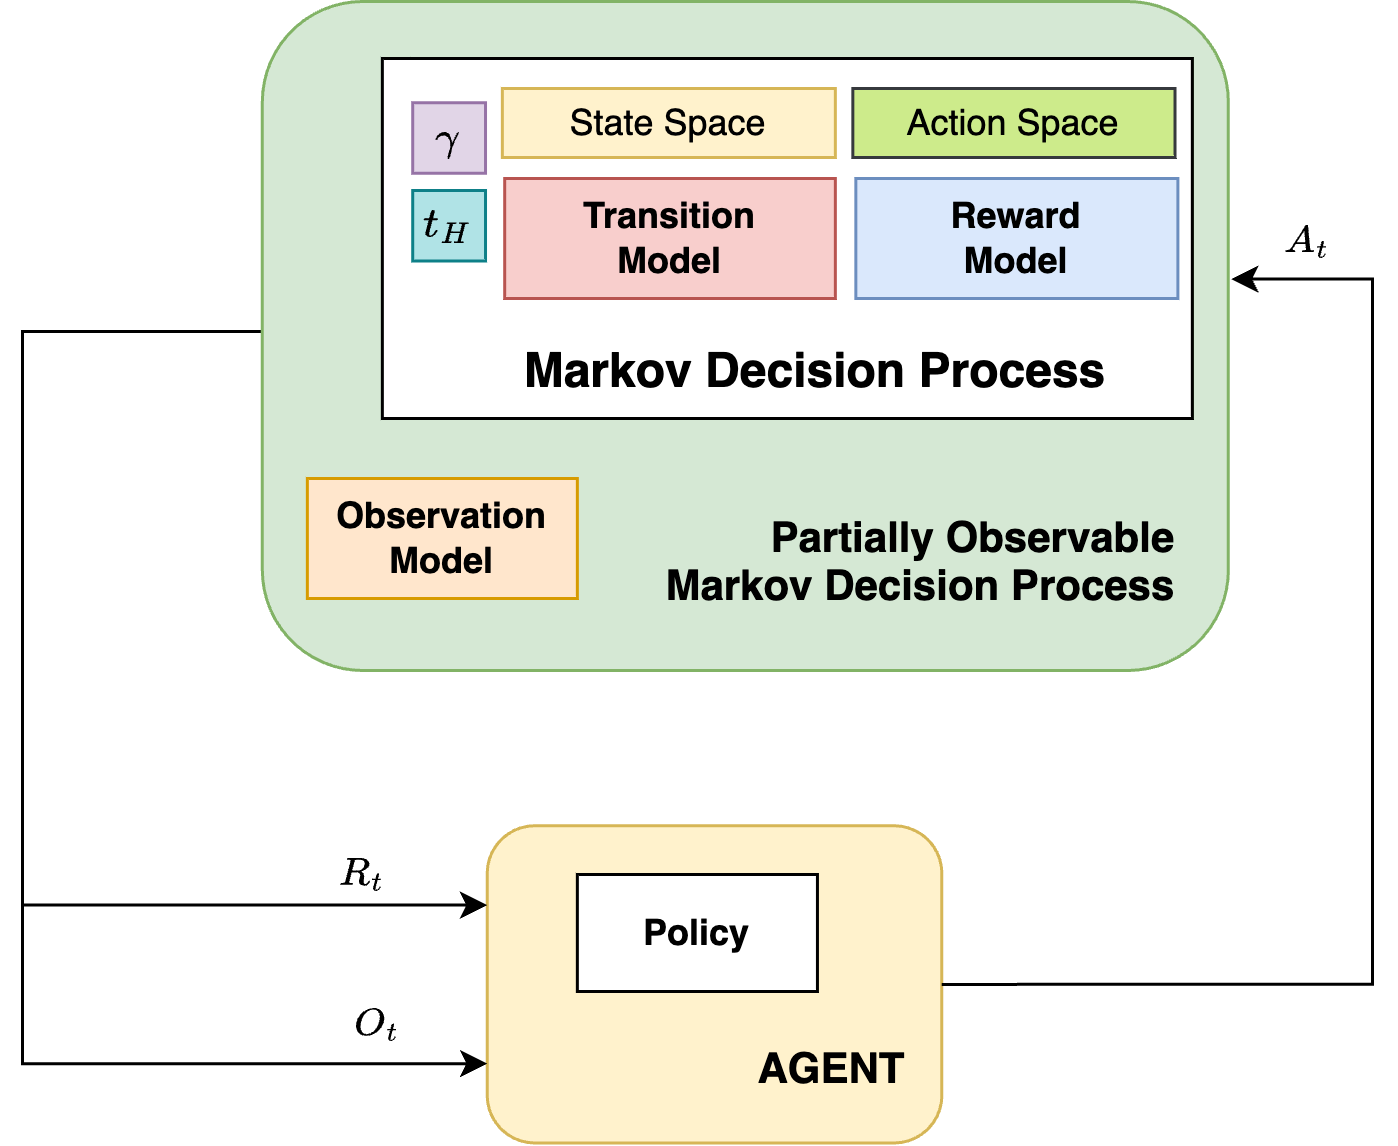 γ
State Space
Action Space
t_H
Transition
Model
Reward
Model
A_t
Markov Decision Process
Observation
Model
Partially Observable
Markov Decision Process
R_t
Policy
O_t
AGENT